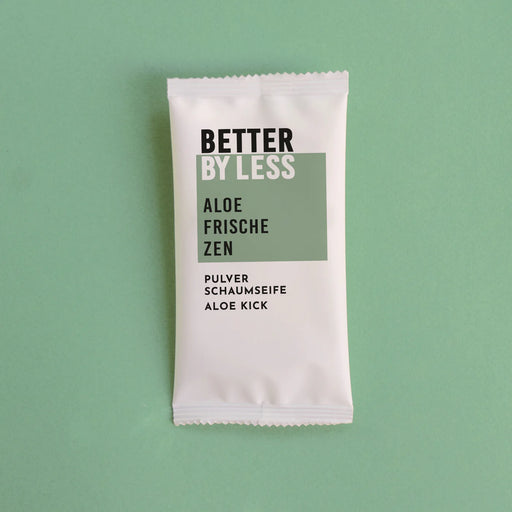 BETTER
BY LESS
ALOE
FRISCHE
ZEN
PULVER
SCHAUMSEIFE
ALOE KICK